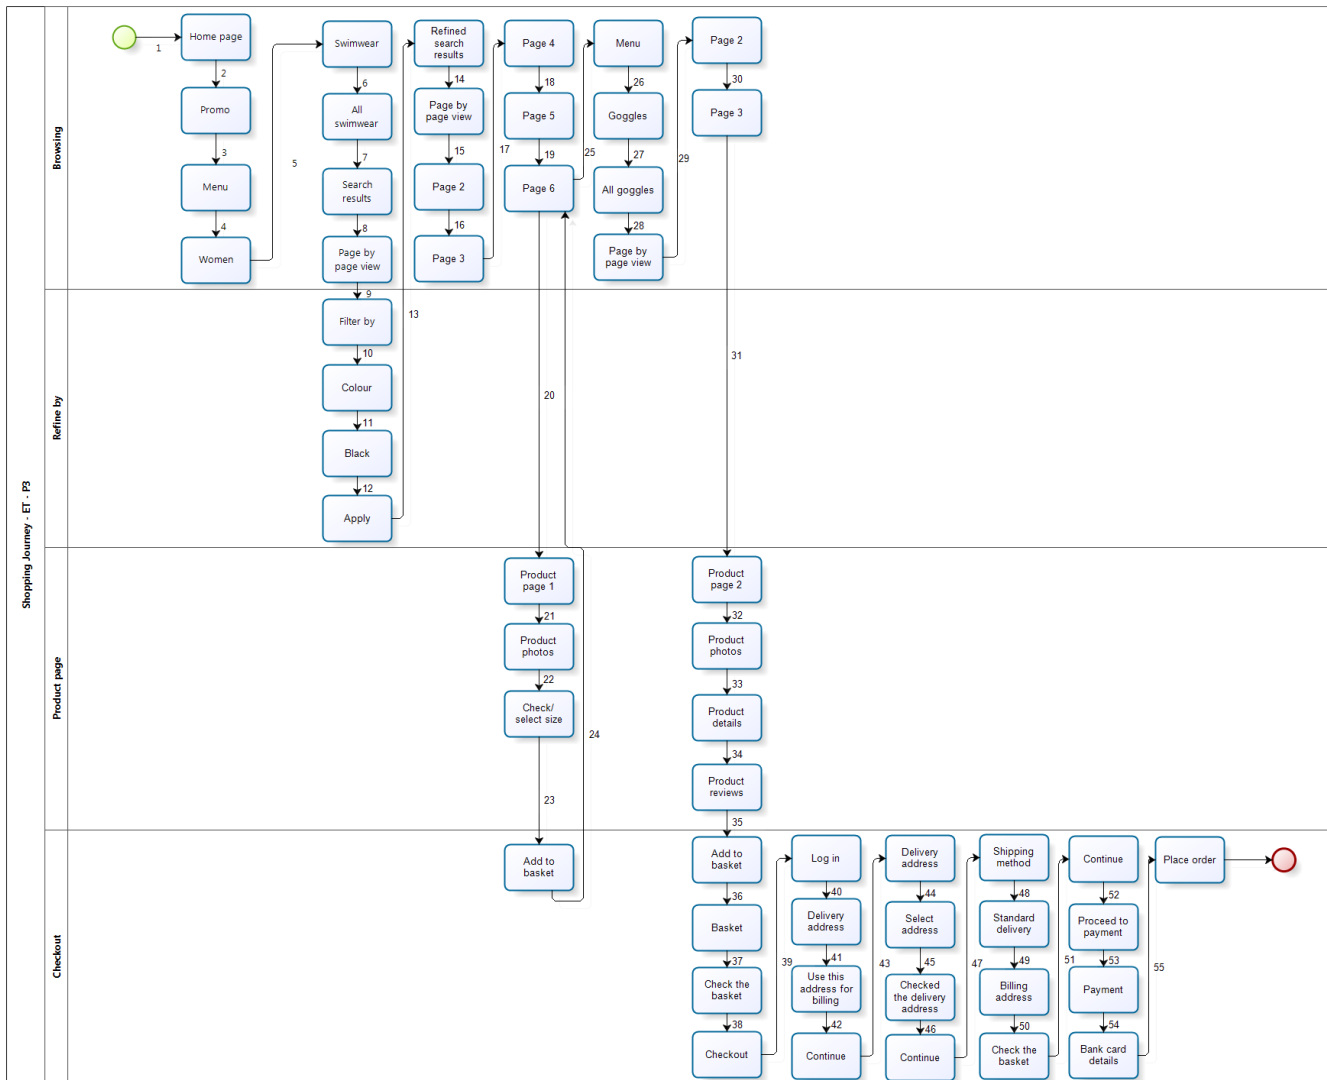 Shopping Journey - ET - P3
Browsing
1
Home page
2
Promo
3
Menu
4
Women
5
Swimwear
6
All
swimwear
7
Search
results
8
Page by
page view
9
Refine by
Filter by
10
Colour
11
Black
12
Apply
13
Refined
search
results
14
Page by
page view
15
Page 2
16
Page 3
17
Page 4
18
Page 5
19
Page 6
20
Product page
Product
page 1
21
Product
photos
22
Check/
select size
23
Checkout
Add to
basket
24
25
Menu
26
Goggles
27
All goggles
28
Page by
page view
29
Page 2
30
Page 3
31
Product
page 2
32
Product
photos
33
Product
details
34
Product
reviews
35
Add to
basket
36
Basket
37
Check the
basket
38
Checkout
39
Log in
40
Delivery
address
41
Use this
address for
billing
42
Continue
43
Delivery
address
44
Select
address
45
Checked
the delivery
address
46
Continue
47
Shipping
method
48
Standard
delivery
49
Billing
address
50
Check the
basket
51
Continue
52
Proceed to
payment
53
Payment
54
Bank card
details
55
Place order